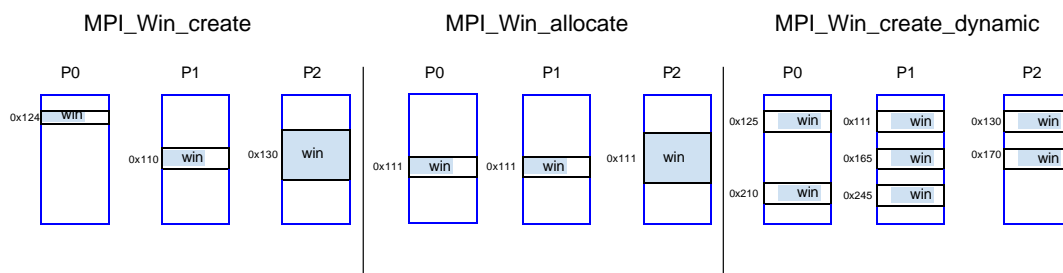 MPI_Win_create
P0
P1
P2
0x124
win
0x110
win
0x130
win
MPI_Win_allocate
P0
P1
P2
0x111
win
0x111
win
0x111
win
MPI_Win_create_dynamic
P0
P1
P2
0x125
win
0x210
win
0x111
win
0x165
win
0x245
win
0x130
win
0x170
win